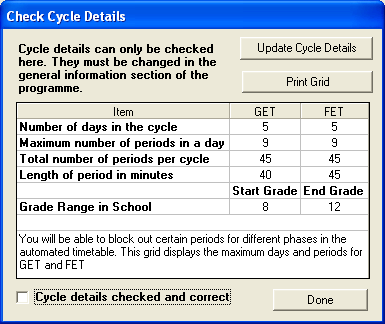 Check Cycle Details
Cycle details can only be checked
here. They must be changed in the
general information section of the
programme.
Update Cycle Details
Print Grid
Item GET FET
Number of days in the cycle 5 5
Maximum number of periods in a day 9 9
Total number of periods per cycle 45 45
Length of period in minutes 40 45
Start Grade End Grade
Grade Range in School 8 12
You will be able to block out certain periods for different phases in the
automated timetable. This grid displays the maximum days and periods for
GET and FET
Cycle details checked and correct
Done